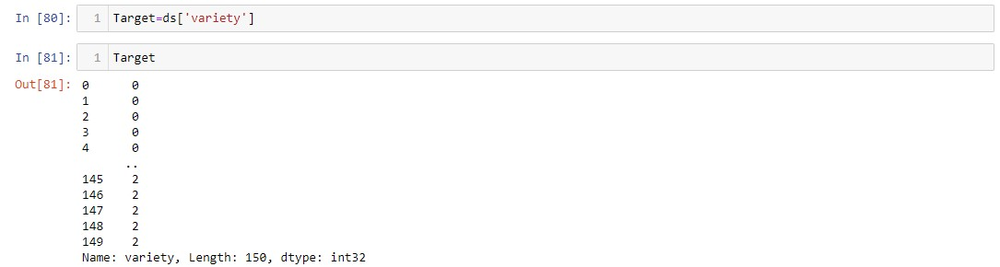 In [80]: 1 Target=ds['variety']
In [81]: 1 Target
Out[81]: 0 0
1 0
2 0
3 0
4 0
..
145 2
146 2
147 2
148 2
149 2
Name: variety, Length: 150, dtype: int32